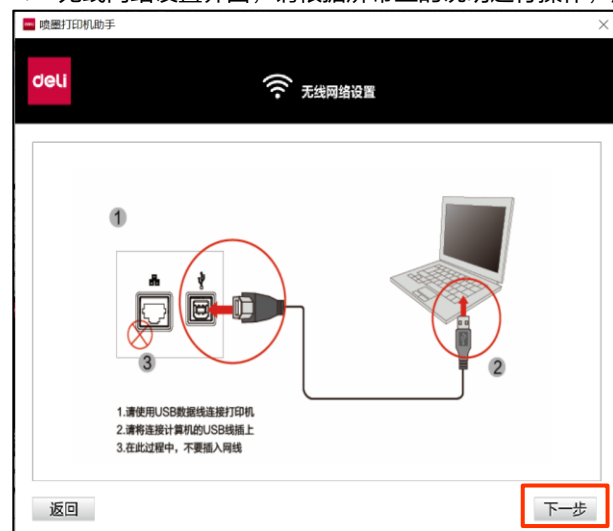 喷墨打印机助手
deli
无线网络设置
1
3
2
1.请使用USB数据线连接打印机
2.请将连接计算机的USB线插上
3.在此过程中，不要插入网线
返回
下一步